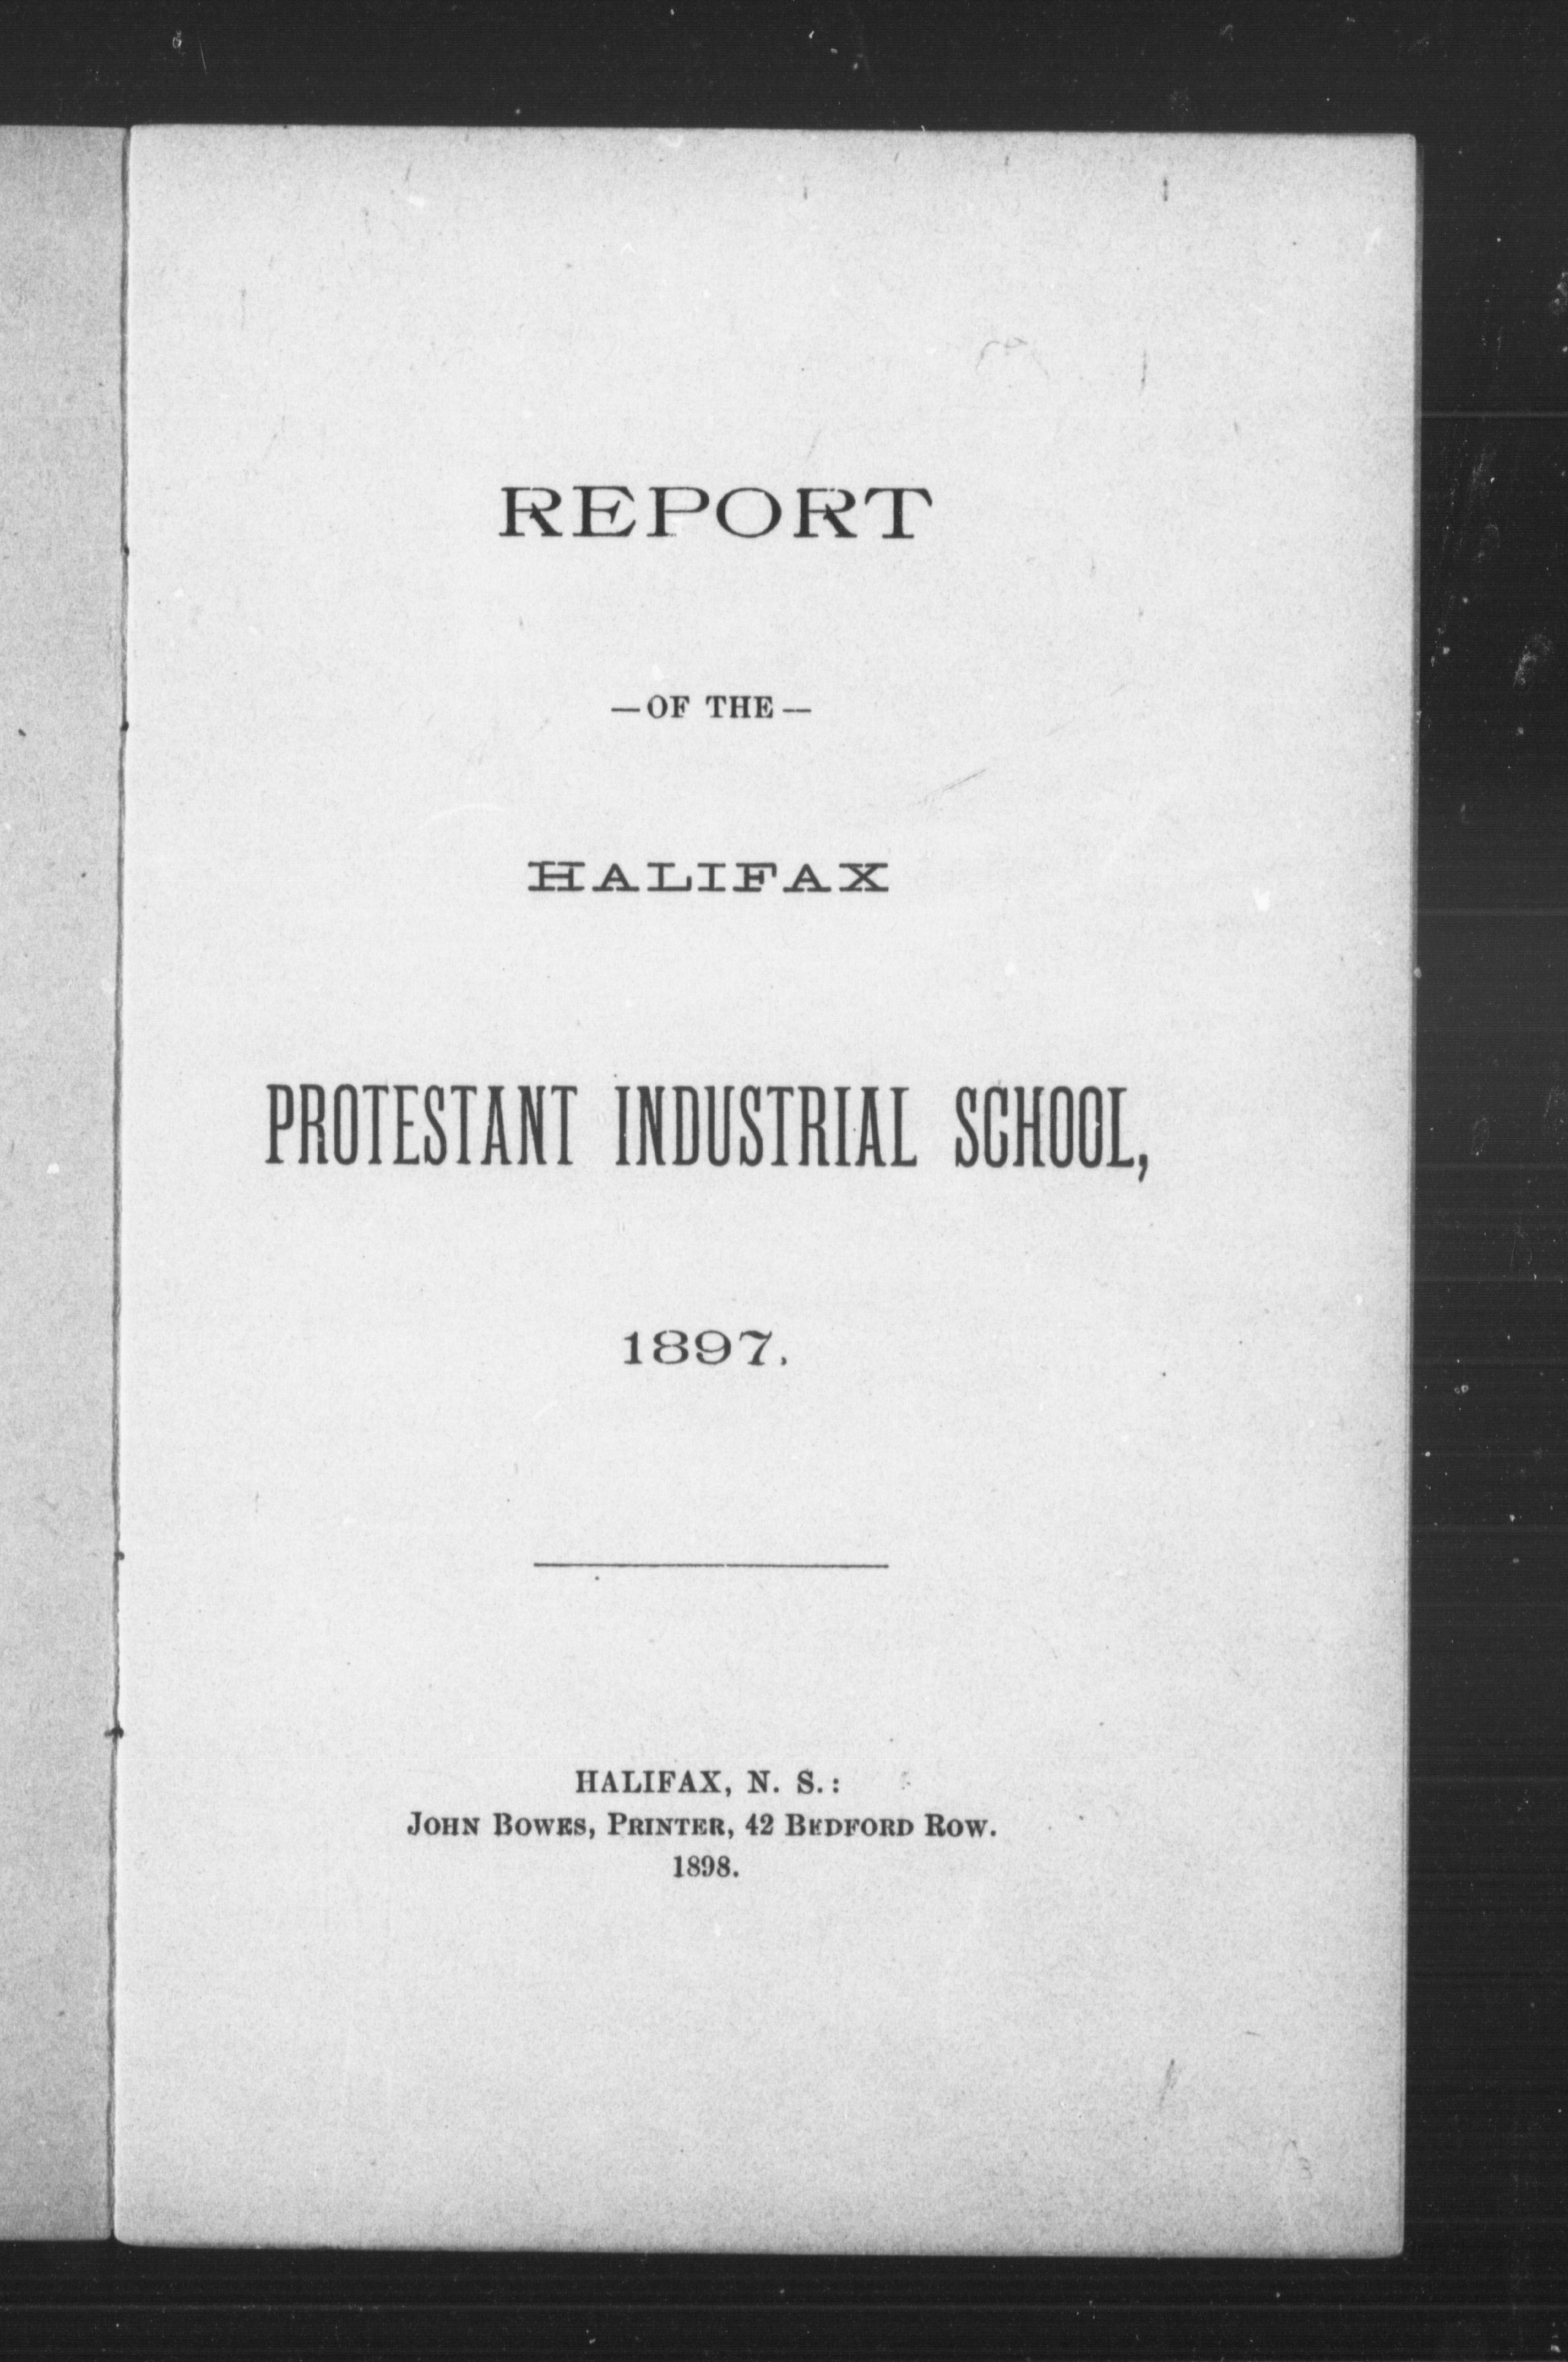 REPORT
—OF THE—
HALIFAX
PROTESTANT INDUSTRIAL SCHOOL,
1897.
HALIFAX, N. S.:
JOHN BOWES, PRINTER, 42 BEDFORD ROW.
1898.